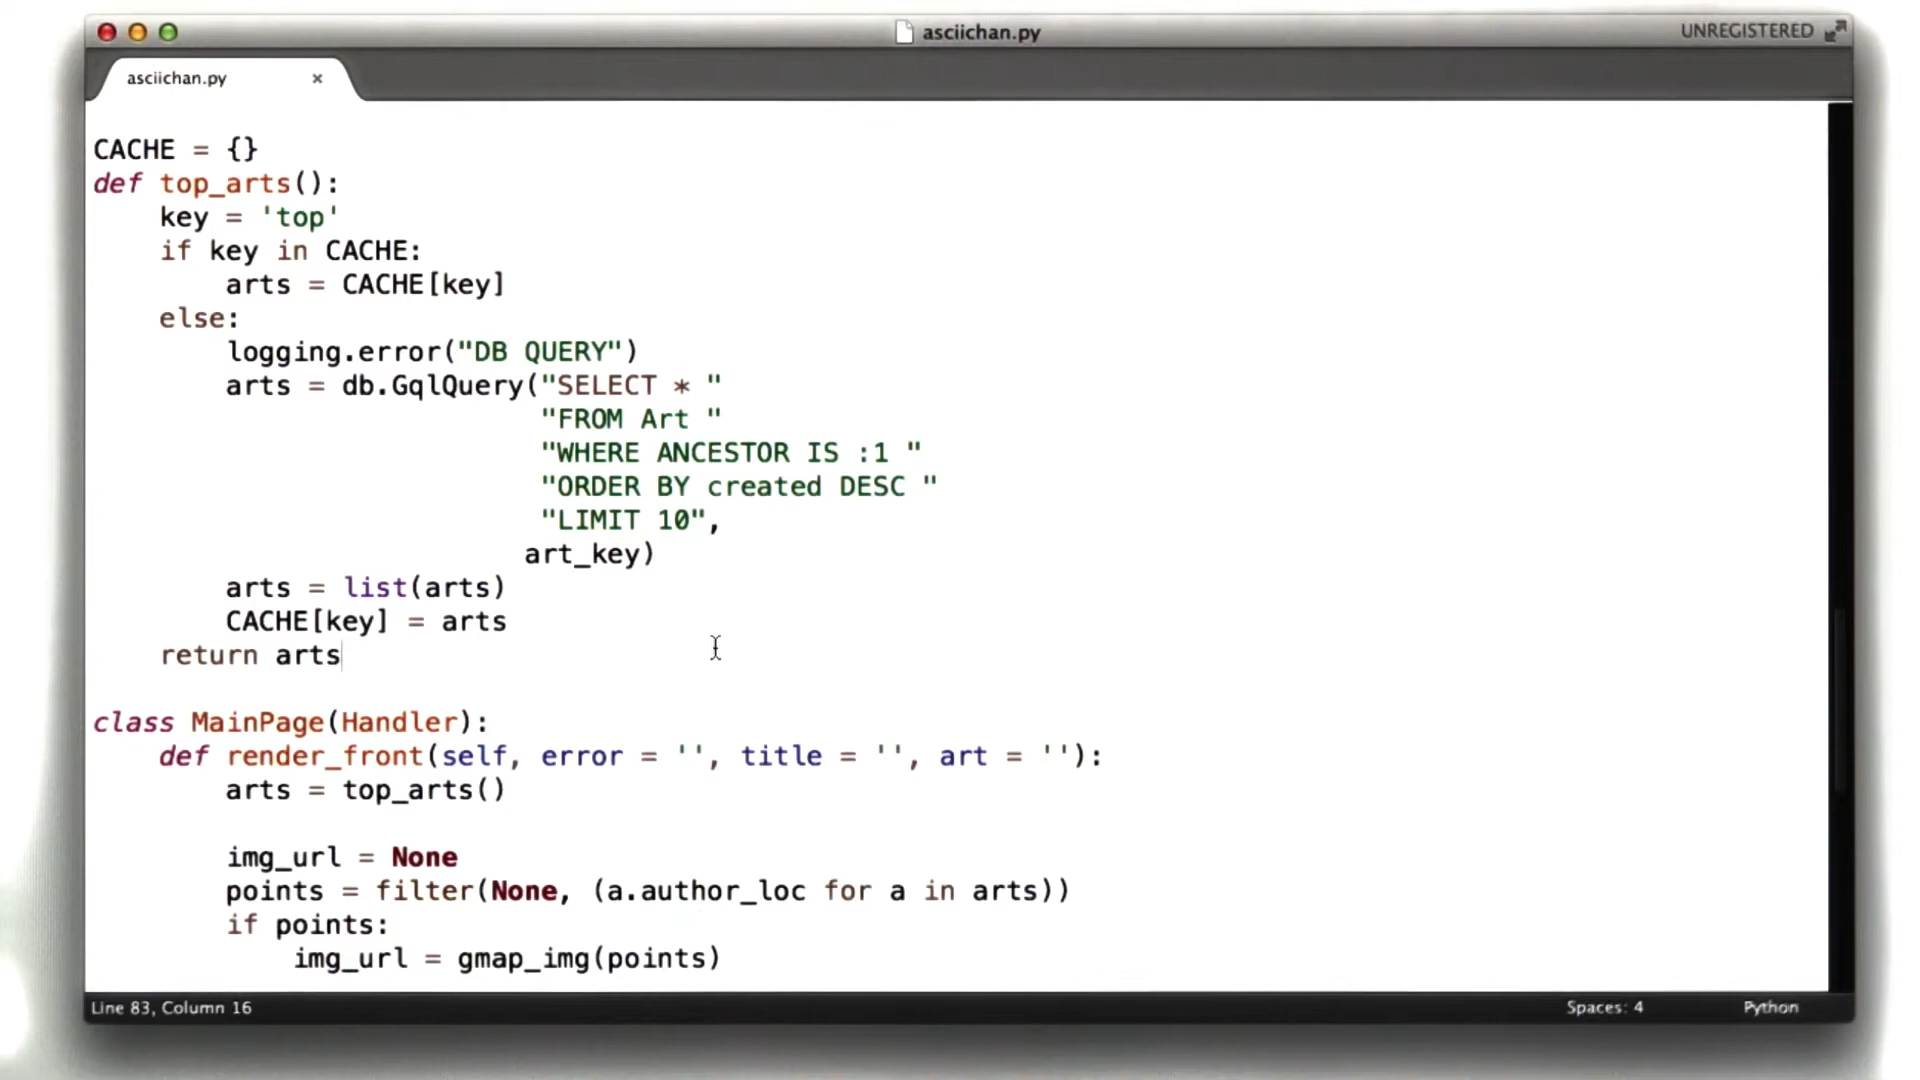 asciichan.py
UNREGISTERED
asciichan.py ×
CACHE = {}
def top_arts():
    key = 'top'
    if key in CACHE:
        arts = CACHE[key]
    else:
        logging.error("DB QUERY")
        arts = db.GqlQuery("SELECT * "
                           "FROM Art "
                           "WHERE ANCESTOR IS :1 "
                           "ORDER BY created DESC "
                           "LIMIT 10",
                          art_key)
        arts = list(arts)
        CACHE[key] = arts
    return arts
class MainPage(Handler):
    def render_front(self, error = '', title = '', art = ''):
        arts = top_arts()
        img_url = None
        points = filter(None, (a.author_loc for a in arts))
        if points:
            img_url = gmap_img(points)
Line 83, Column 16
Spaces: 4
Python